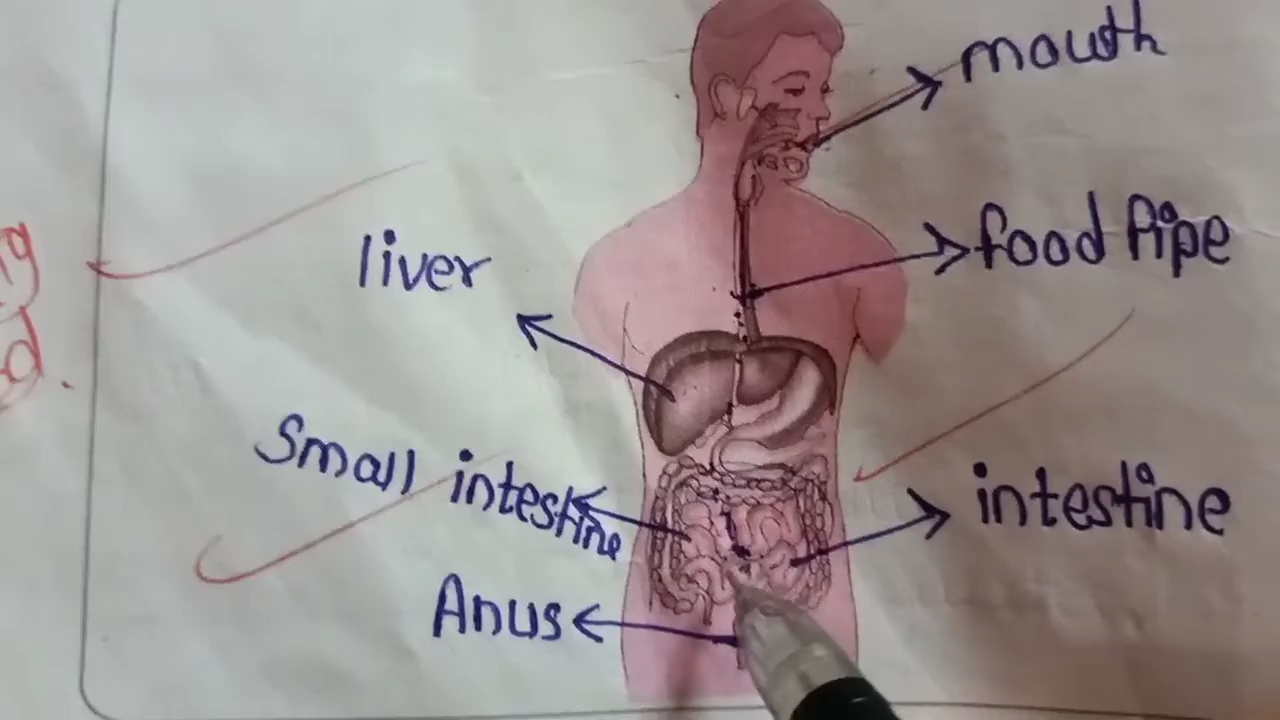 mouth
food Pipe
liver
Small intestine
intestine
Anus